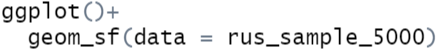 ggplot()+
  geom_sf(data = rus_sample_5000)